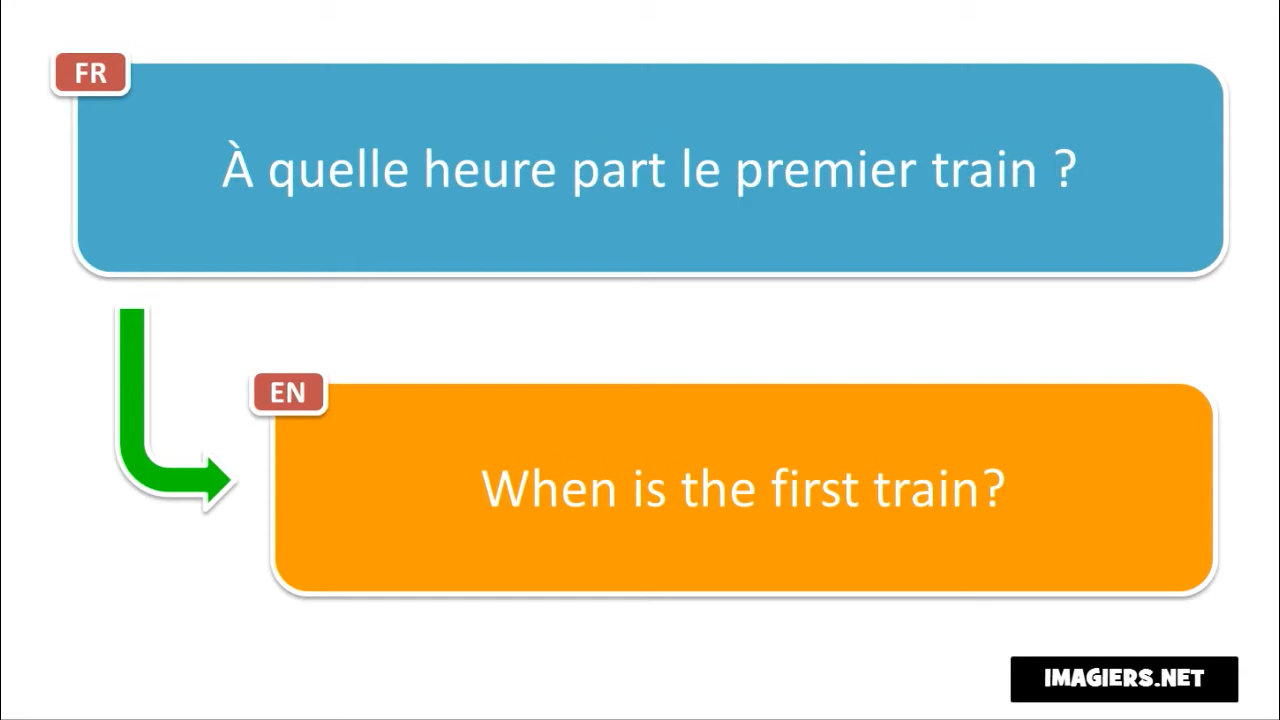 FR
À quelle heure part le premier train ?
EN
When is the first train?
IMAGIERS.NET